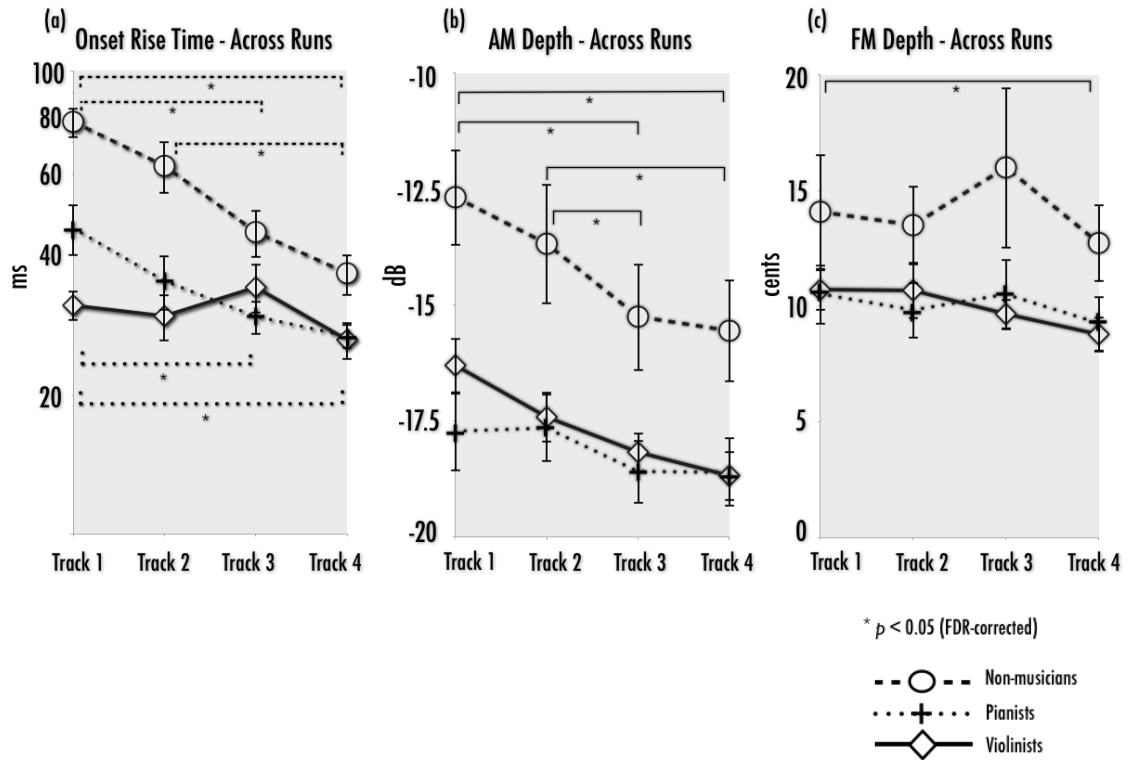 (a)
Onset Rise Time - Across Runs
100
80
60
40
20
ms
*
*
*
*
*
Track 1 Track 2 Track 3 Track 4
(b)
AM Depth - Across Runs
-10
-12.5
-15
-17.5
-20
dB
*
*
*
*
Track 1 Track 2 Track 3 Track 4
(c)
FM Depth - Across Runs
20
15
10
5
0
cents
*
Track 1 Track 2 Track 3 Track 4
* p < 0.05 (FDR-corrected)
Non-musicians
Pianists
Violinists